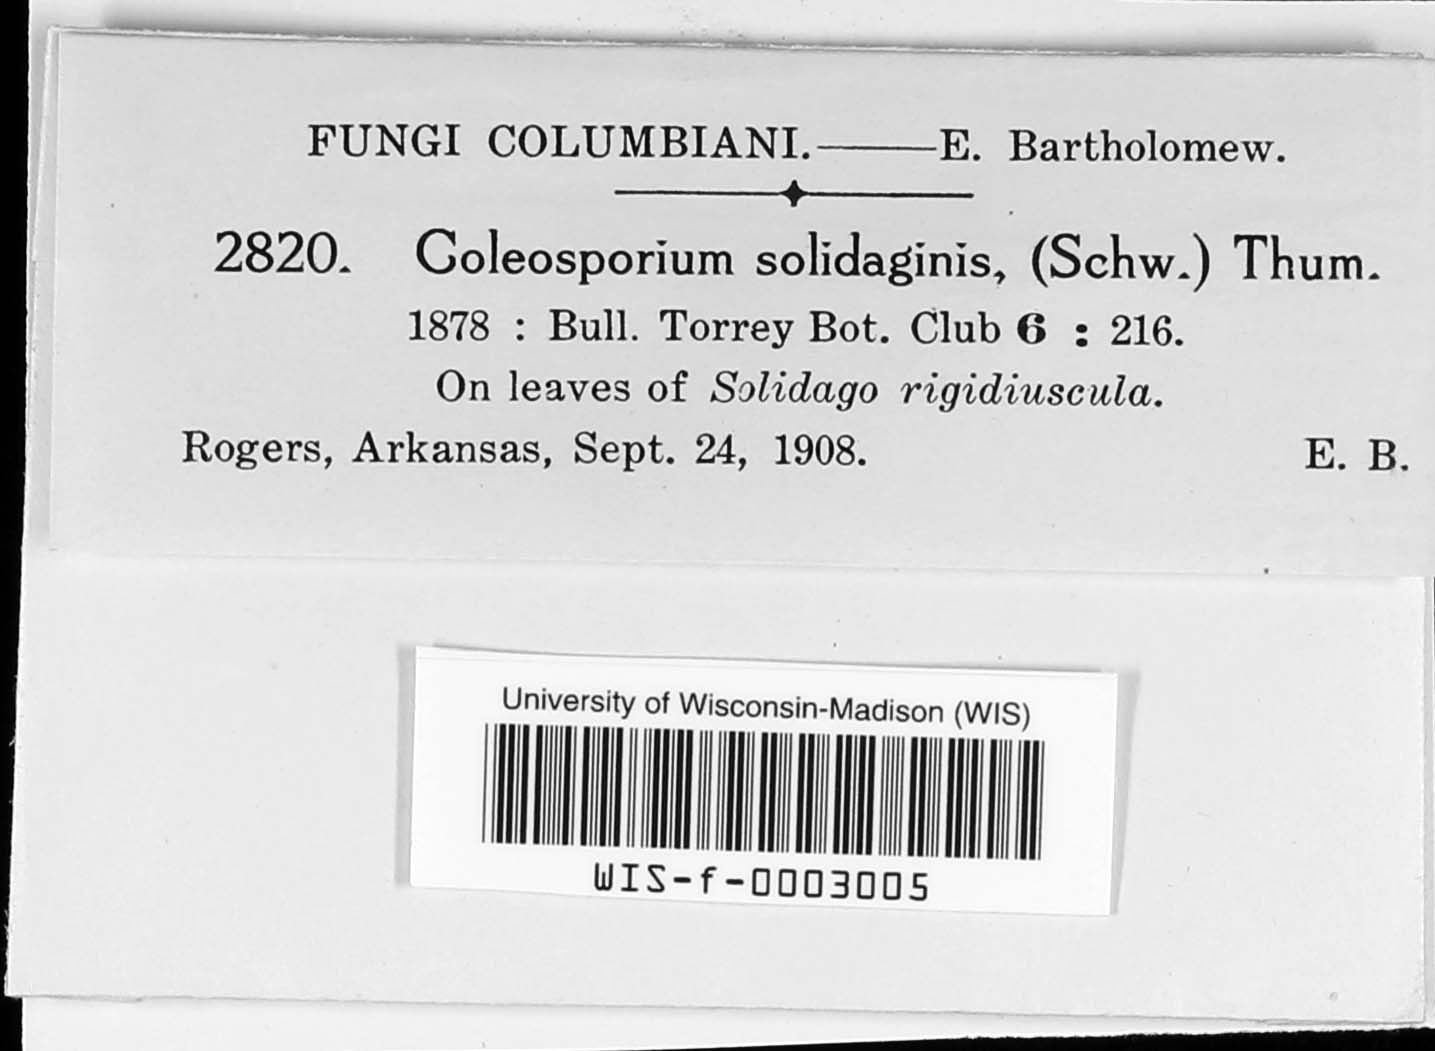 FUNGI COLUMBIANI.——E. Bartholomew.
2820. Coleosporium solidaginis, (Schw.) Thum.
1878 : Bull. Torrey Bot. Club 6 : 216.
On leaves of Solidago rigidiuscula.
Rogers, Arkansas, Sept. 24, 1908. E. B.
University of Wisconsin-Madison (WIS)
WIS-f-0003005